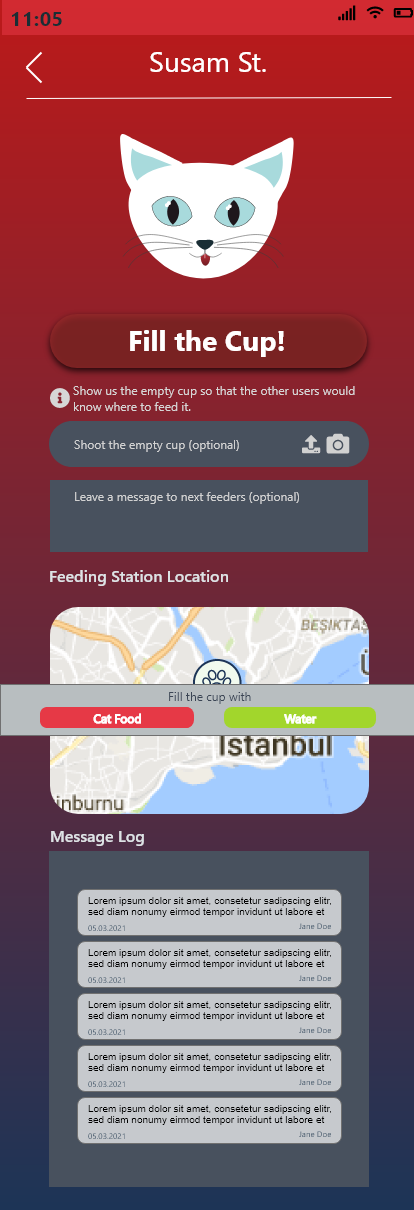 11:05
Susam St.
Fill the Cup!
Show us the empty cup so that the other users would
know where to feed it.
Shoot the empty cup (optional)
Leave a message to next feeders (optional)
Feeding Station Location
BEŞİKTAŞ
Ü
Fill the cup with
Cat Food
Water
İstanbul
inburnu
Message Log
Lorem ipsum dolor sit amet, consetetur sadipscing elitr,
sed diam nonumy eirmod tempor invidunt ut labore et
05.03.2021 Jane Doe
Lorem ipsum dolor sit amet, consetetur sadipscing elitr,
sed diam nonumy eirmod tempor invidunt ut labore et
05.03.2021 Jane Doe
Lorem ipsum dolor sit amet, consetetur sadipscing elitr,
sed diam nonumy eirmod tempor invidunt ut labore et
05.03.2021 Jane Doe
Lorem ipsum dolor sit amet, consetetur sadipscing elitr,
sed diam nonumy eirmod tempor invidunt ut labore et
05.03.2021 Jane Doe
Lorem ipsum dolor sit amet, consetetur sadipscing elitr,
sed diam nonumy eirmod tempor invidunt ut labore et
05.03.2021 Jane Doe